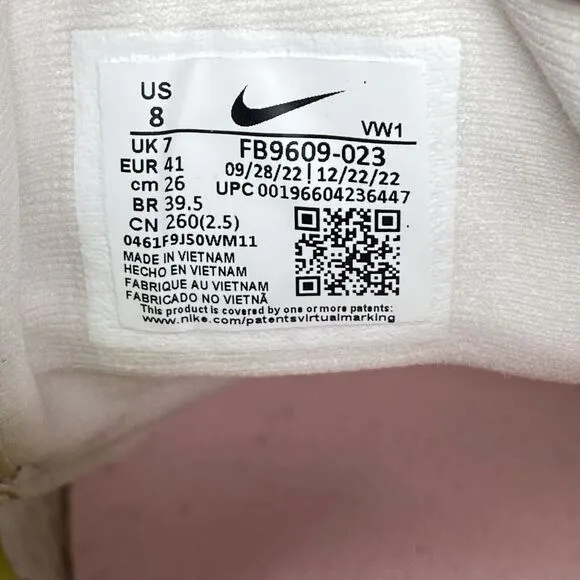 US
8
VW1
UK 7
FB9609-023
EUR 41
09/28/22 | 12/22/22
cm 26
UPC 00196604236447
BR 39.5
CN 260(2.5)
0461F9J50WM11
MADE IN VIETNAM
HECHO EN VIETNAM
FABRIQUE AU VIETNAM
FABRICADO NO VIETNÃ
This product is covered by one or more patents:
www.nike.com/patentsvirtualmarking